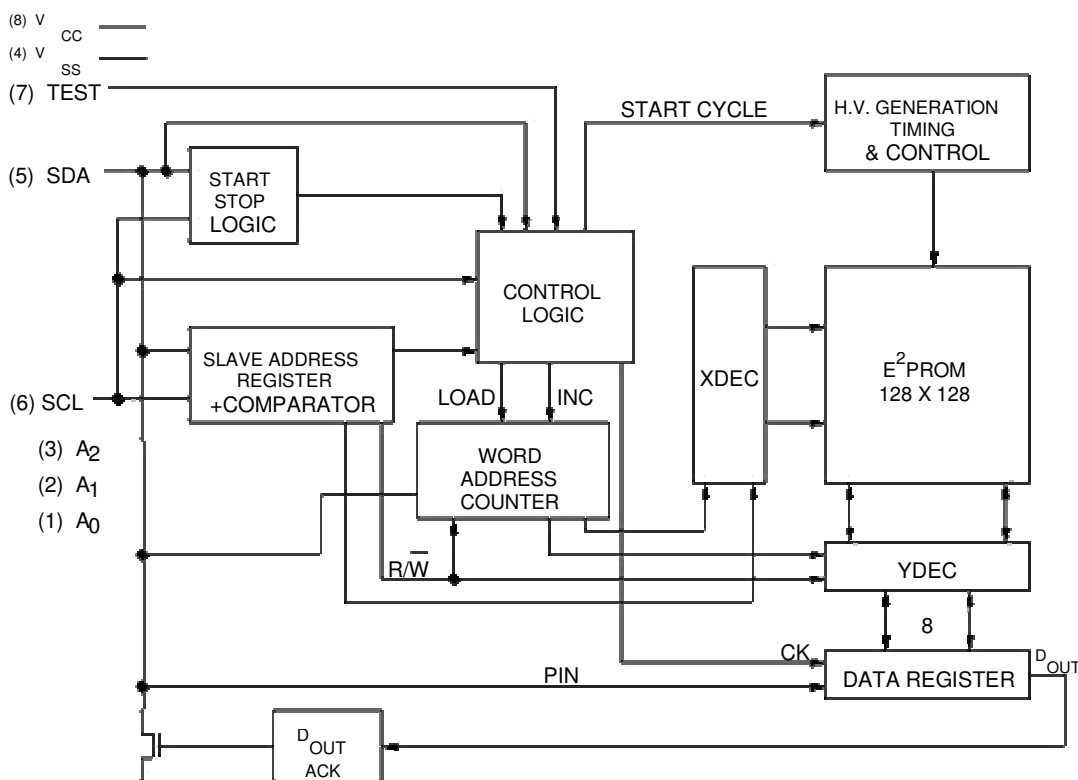 (8) V
CC
(4) V
SS
(7) TEST
START CYCLE
H.V. GENERATION
TIMING
& CONTROL
(5) SDA
START
STOP
LOGIC
CONTROL
LOGIC
XDEC
E2PROM
128 X 128
SLAVE ADDRESS
REGISTER
+COMPARATOR
(6) SCL
LOAD
INC
(3) A2
(2) A1
(1) A0
WORD
ADDRESS
COUNTER
R/W̅
YDEC
8
CK
PIN
DATA REGISTER
DOUT
DOUT
ACK